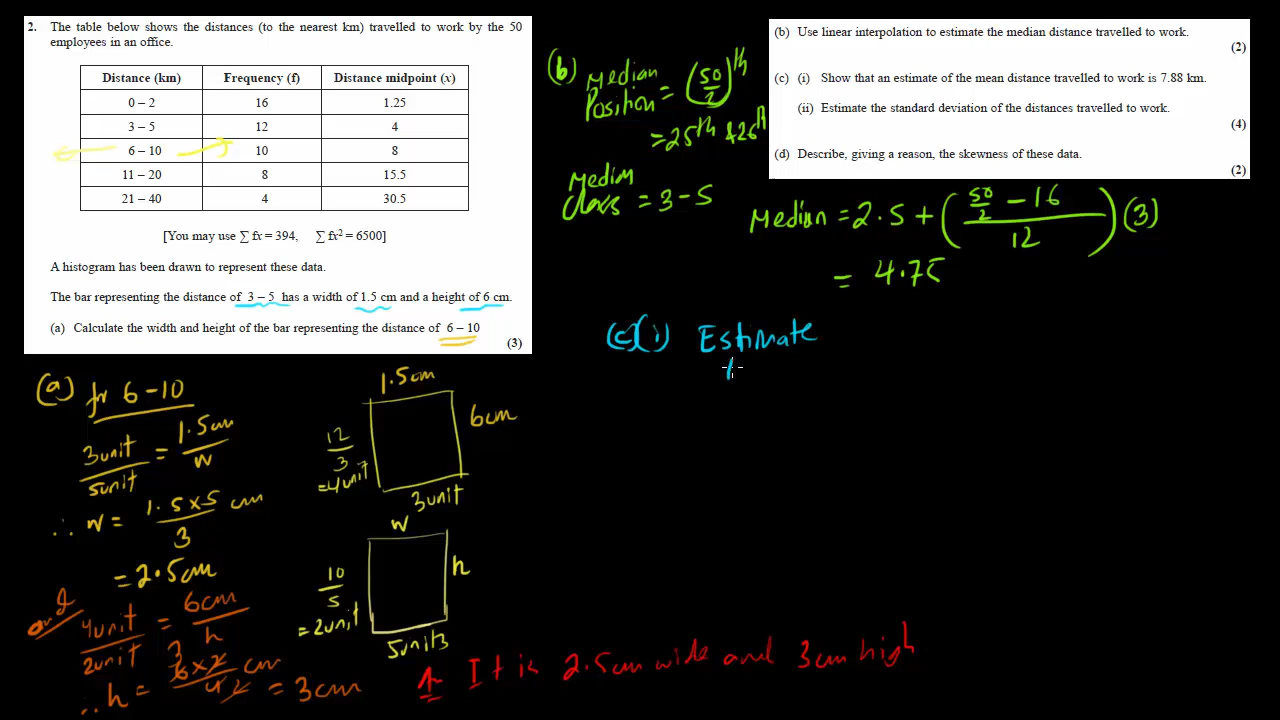 2. The table below shows the distances (to the nearest km) travelled to work by the 50
employees in an office.
Distance (km) Frequency (f) Distance midpoint (x)
0 – 2 16 1.25
3 – 5 12 4
6 – 10 10 8
11 – 20 8 15.5
21 – 40 4 30.5
[You may use ∑ fx = 394, ∑ fx² = 6500]
A histogram has been drawn to represent these data.
The bar representing the distance of 3 – 5 has a width of 1.5 cm and a height of 6 cm.
(a) Calculate the width and height of the bar representing the distance of 6 – 10
(3)
(b) Use linear interpolation to estimate the median distance travelled to work.
(2)
(c) (i) Show that an estimate of the mean distance travelled to work is 7.88 km.
(ii) Estimate the standard deviation of the distances travelled to work.
(4)
(d) Describe, giving a reason, the skewness of these data.
(2)
(b) Median Position = (50/2)th
= 25th & 26th
Median class = 3 - 5
Median = 2.5 + ((50/2 - 16)/12)(3)
= 4.75
(c)(i) Estimate
(a) for 6 - 10
3unit/5unit = 1.5cm/w
∴ w = 1.5 x 5/3 cm
= 2.5cm
4unit/2unit = 6cm/h
∴ h = 6 x 2/4 cm = 3cm
1.5cm
6cm
12/3
= 4unit
3unit
w
h
10/5
= 2unit
5units
It is 2.5cm wide and 3cm high